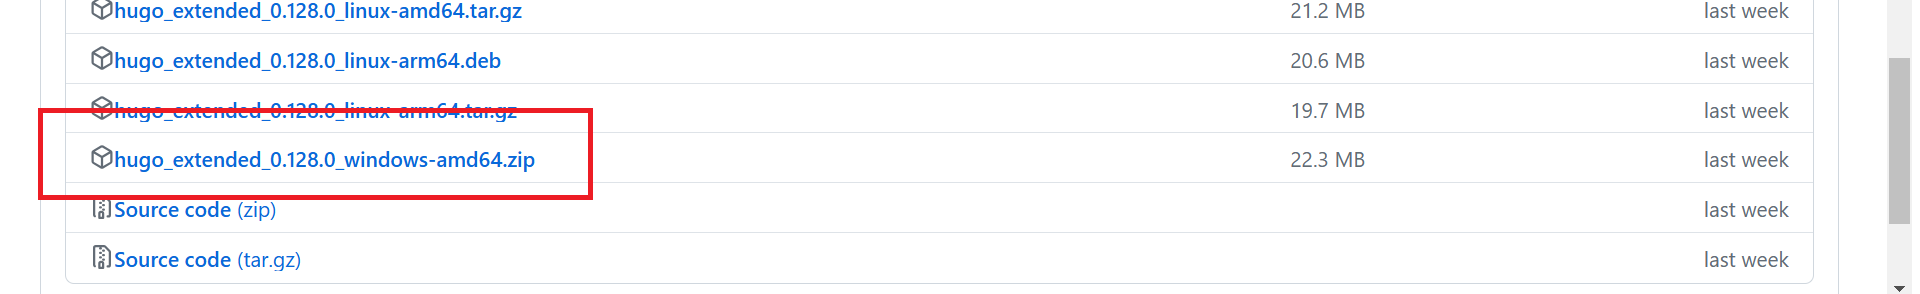 hugo_extended_0.128.0_linux-amd64.tar.gz 21.2 MB last week
hugo_extended_0.128.0_linux-arm64.deb 20.6 MB last week
hugo_extended_0.128.0_linux-arm64.tar.gz 19.7 MB last week
hugo_extended_0.128.0_windows-amd64.zip 22.3 MB last week
Source code (zip) last week
Source code (tar.gz) last week